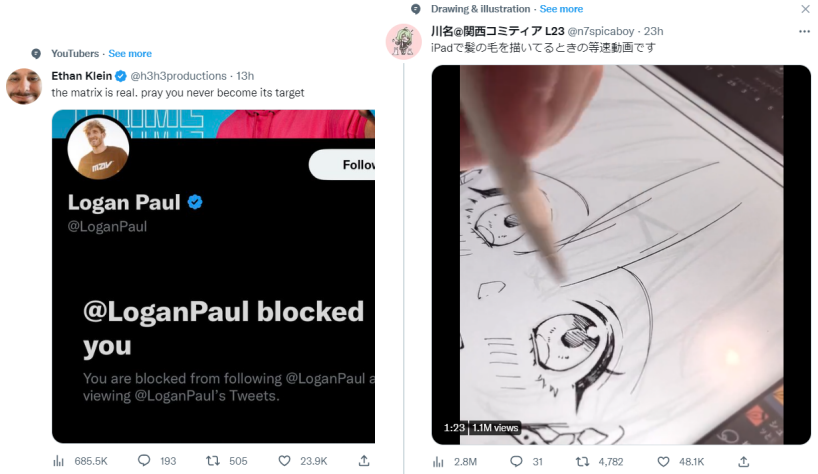 YouTubers · See more
Ethan Klein @h3h3productions · 13h
the matrix is real. pray you never become its target
Follow
Logan Paul
@LoganPaul
@LoganPaul blocked
you
You are blocked from following @LoganPaul a
viewing @LoganPaul's Tweets.
685.5K 193 505 23.9K
Drawing & illustration · See more
川名@関西コミティア L23 @n7spicaboy · 23h
iPadで髪の毛を描いてるときの等速動画です
1:23 1.1M views
2.8M 31 4,782 48.1K